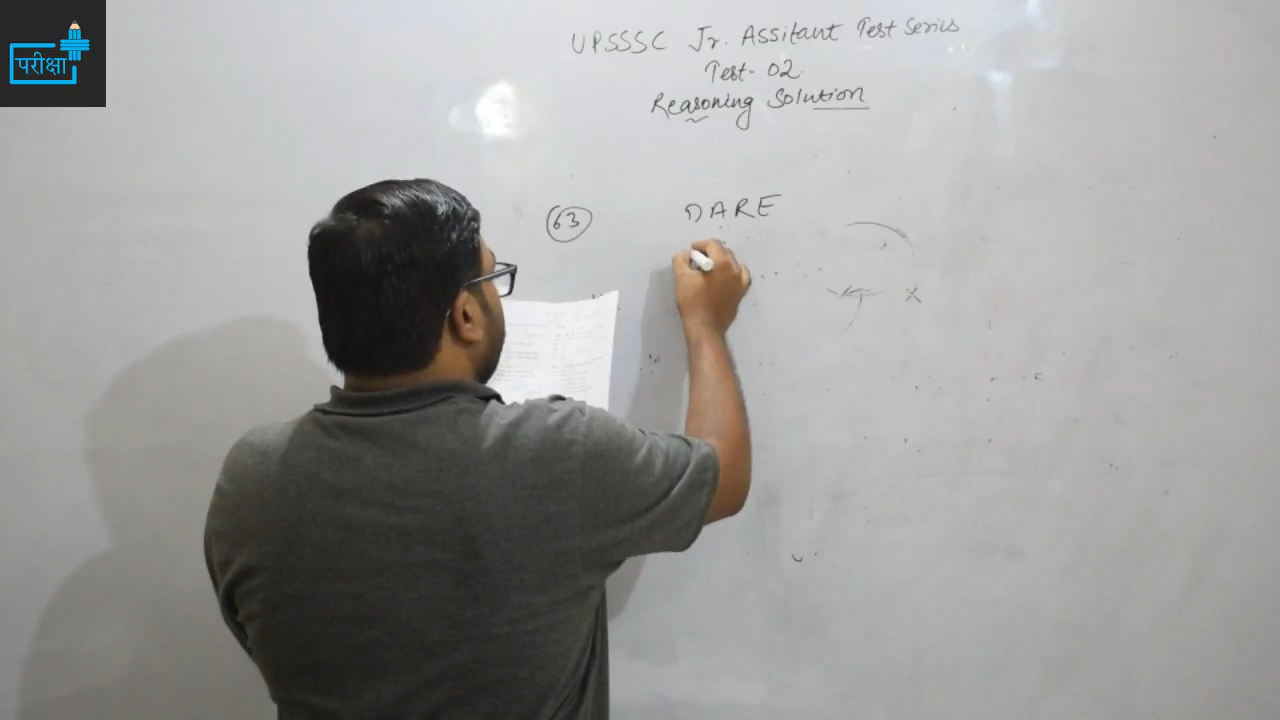 परीक्षा
UPSSSC Jr. Assitant Test Series
Test- 02.
Reasoning Solution
63 DARE
x